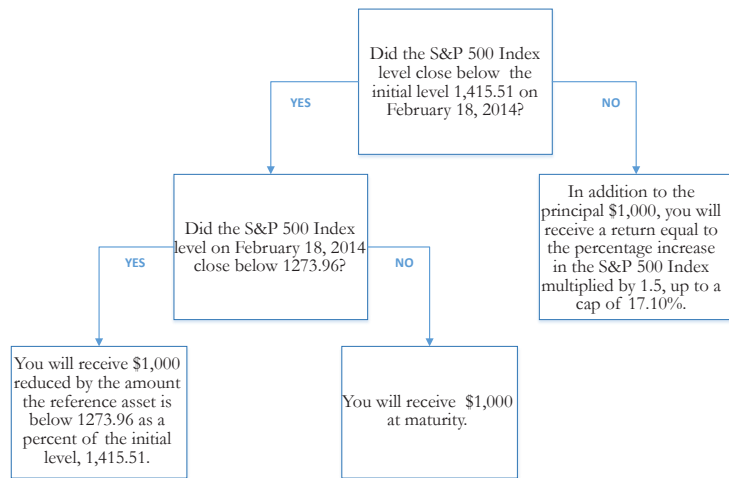 Did the S&P 500 Index
level close below the
initial level 1,415.51 on
February 18, 2014?
YES
NO
Did the S&P 500 Index
level on February 18, 2014
close below 1273.96?
In addition to the
principal $1,000, you will
receive a return equal to
the percentage increase
in the S&P 500 Index
multiplied by 1.5, up to a
cap of 17.10%.
YES
NO
You will receive $1,000
reduced by the amount
the reference asset is
below 1273.96 as a
percent of the initial
level, 1,415.51.
You will receive $1,000
at maturity.